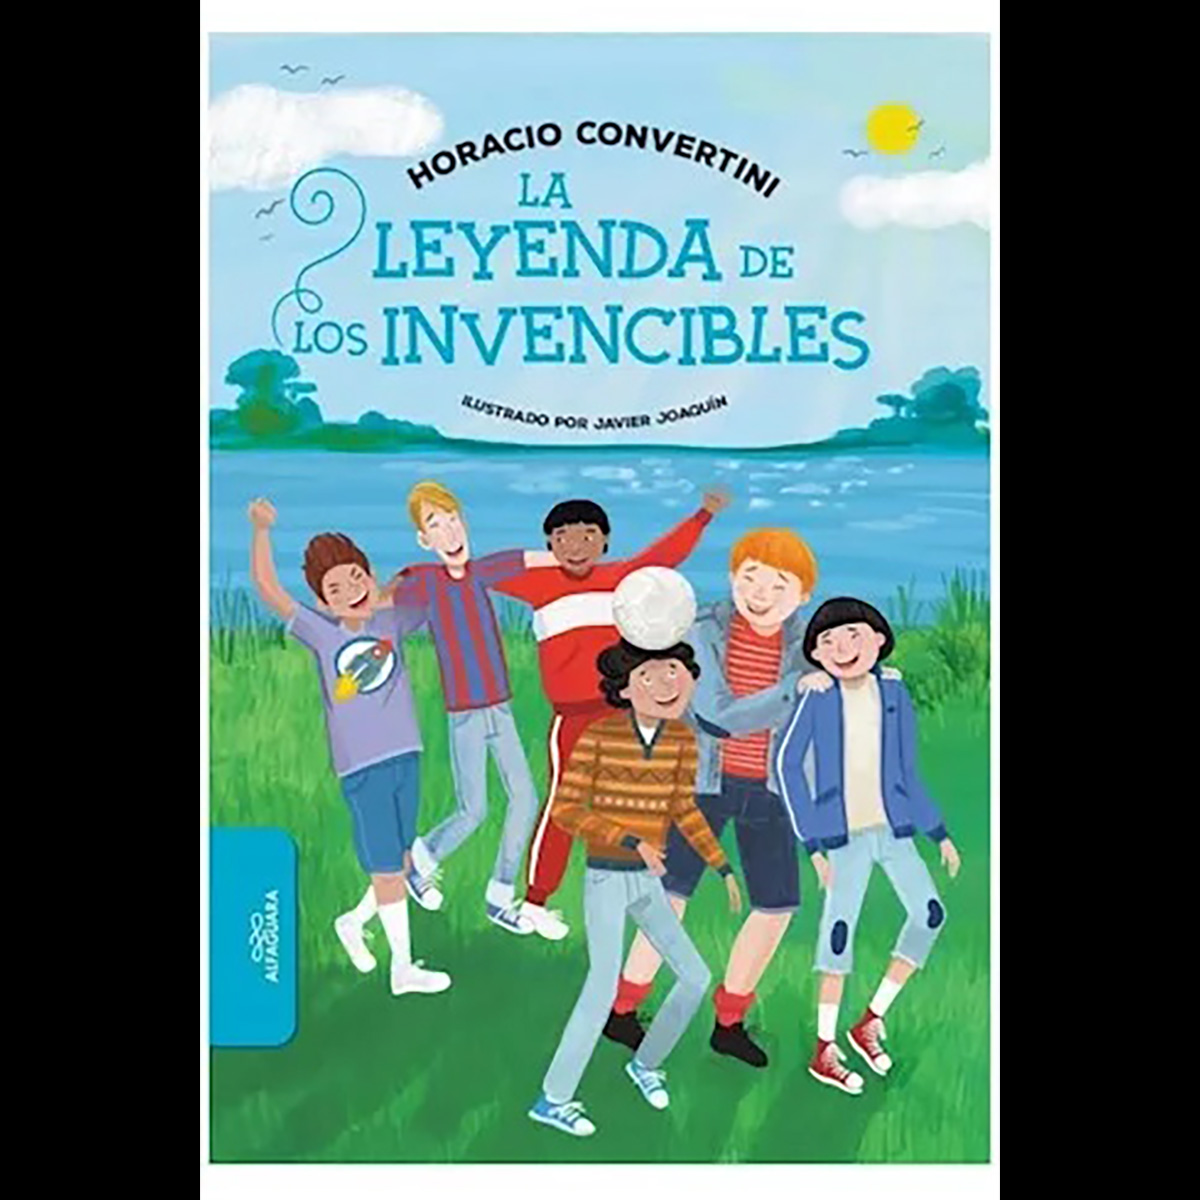 HORACIO CONVERTINI
LA
LEYENDA DE
LOS INVENCIBLES
ILUSTRADO POR JAVIER JOAQUÍN
ALFAGUARA